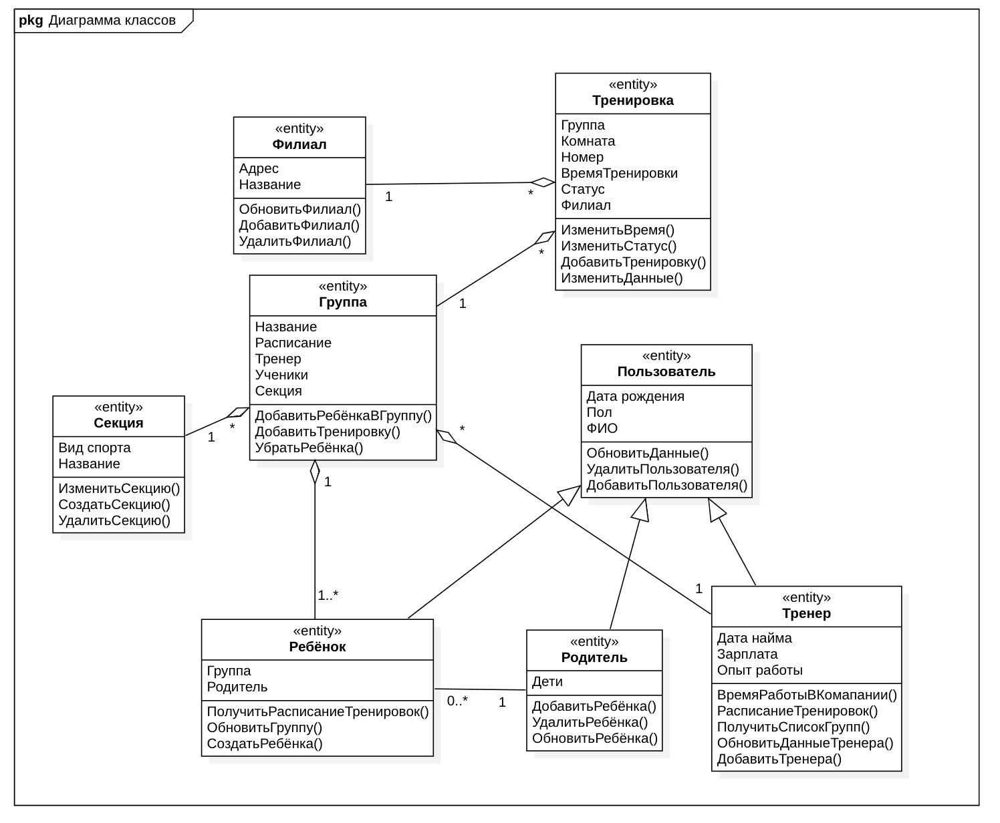 pkg Диаграмма классов
«entity»
Тренировка
Группа
Комната
Номер
ВремяТренировки
Статус
Филиал
ИзменитьВремя()
ИзменитьСтатус()
ДобавитьТренировку()
ИзменитьДанные()
«entity»
Филиал
Адрес
Название
ОбновитьФилиал()
ДобавитьФилиал()
УдалитьФилиал()
1
*
*
1
«entity»
Группа
Название
Расписание
Тренер
Ученики
Секция
ДобавитьРебёнкаВГруппу()
ДобавитьТренировку()
УбратьРебёнка()
«entity»
Пользователь
Дата рождения
Пол
ФИО
ОбновитьДанные()
УдалитьПользователя()
ДобавитьПользователя()
«entity»
Секция
Вид спорта
Название
ИзменитьСекцию()
СоздатьСекцию()
УдалитьСекцию()
1
*
*
1
1..*
1
«entity»
Ребёнок
Группа
Родитель
ПолучитьРасписаниеТренировок()
ОбновитьГруппу()
СоздатьРебёнка()
0..*
1
«entity»
Родитель
Дети
ДобавитьРебёнка()
УдалитьРебёнка()
ОбновитьРебёнка()
«entity»
Тренер
Дата найма
Зарплата
Опыт работы
ВремяРаботыВКомапании()
РасписаниеТренировок()
ПолучитьСписокГрупп()
ОбновитьДанныеТренера()
ДобавитьТренера()